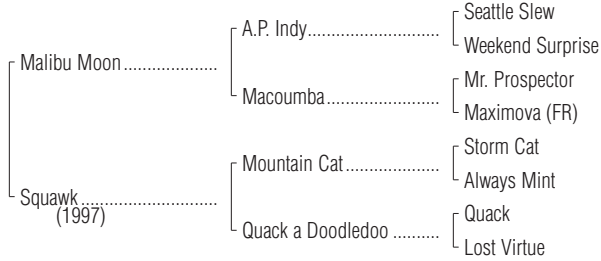 Seattle Slew
A.P. Indy..............................
Weekend Surprise
Malibu Moon.....................
Mr. Prospector
Macoumba.........................
Maximova (FR)
Storm Cat
Mountain Cat.....................
Always Mint
Squawk..............................
(1997)
Quack
Quack a Doodledoo ..........
Lost Virtue